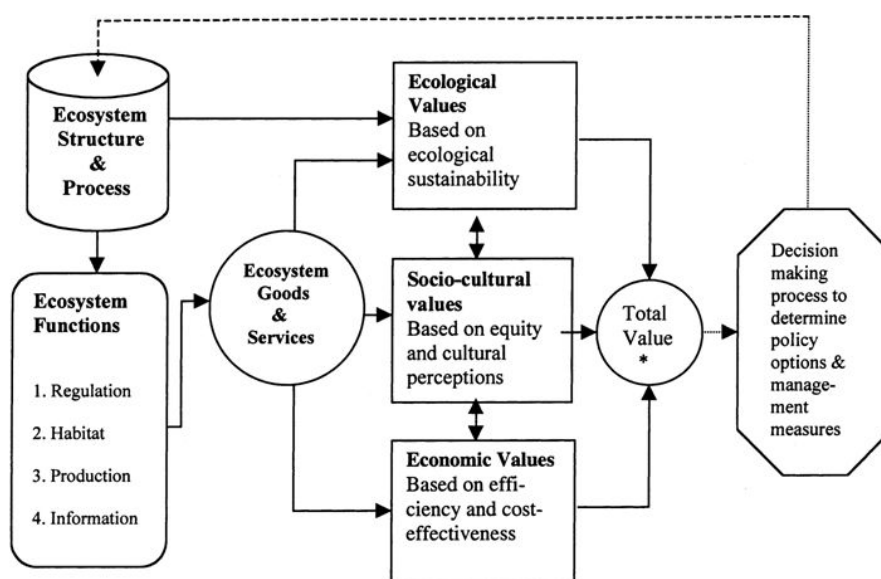 Ecosystem
Structure
&
Process
Ecosystem
Functions
1. Regulation
2. Habitat
3. Production
4. Information
Ecosystem
Goods
&
Services
Ecological
Values
Based on
ecological
sustainability
Socio-cultural
values
Based on equity
and cultural
perceptions
Economic Values
Based on effi-
ciency and cost-
effectiveness
Total
Value
*
Decision
making
process to
determine
policy
options &
manage-
ment
measures